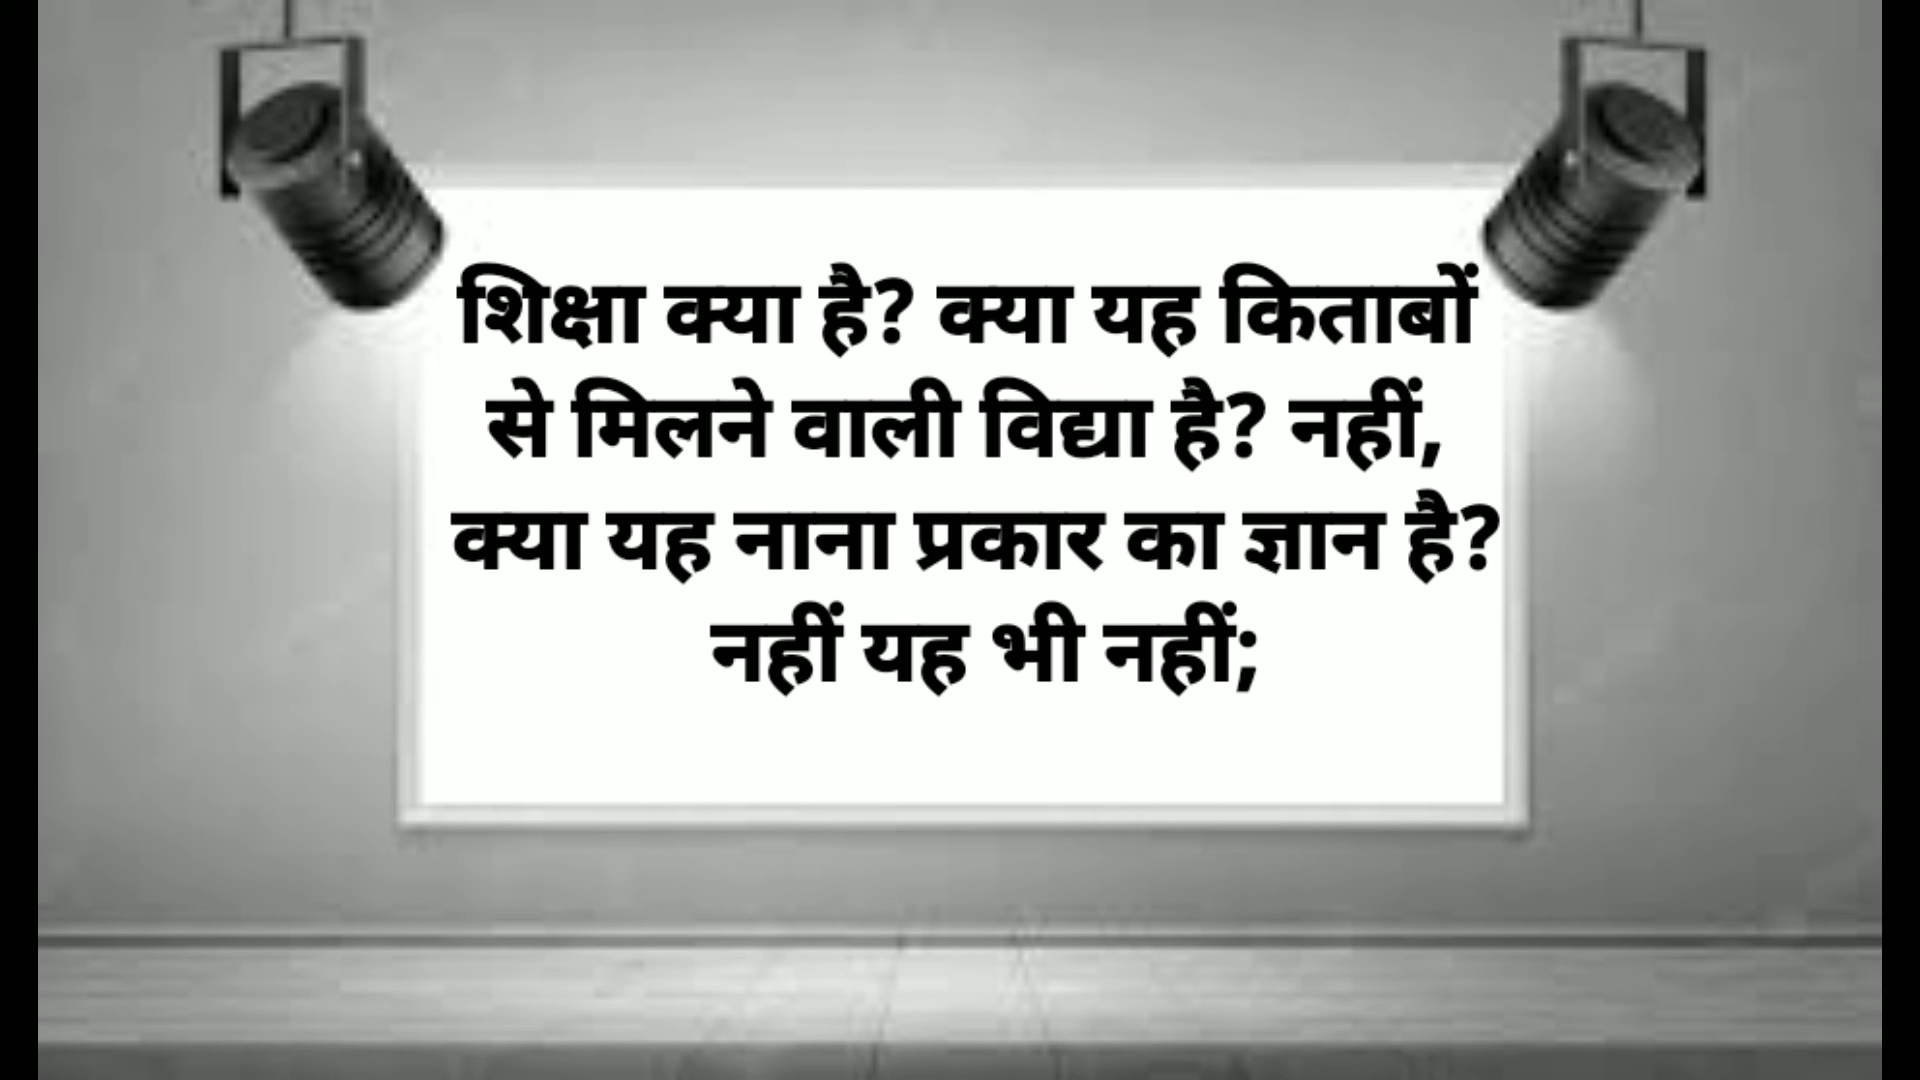 शिक्षा क्या है? क्या यह किताबों
से मिलने वाली विद्या है? नहीं,
क्या यह नाना प्रकार का ज्ञान है?
नहीं यह भी नहीं;